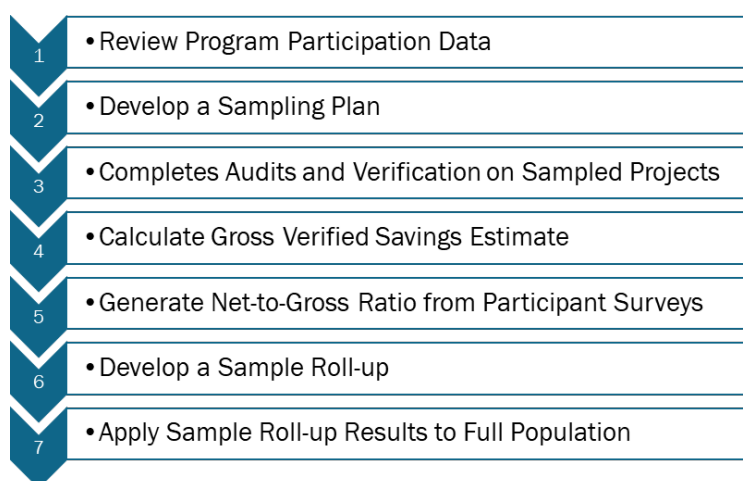 1 • Review Program Participation Data
2 • Develop a Sampling Plan
3 • Completes Audits and Verification on Sampled Projects
4 • Calculate Gross Verified Savings Estimate
5 • Generate Net-to-Gross Ratio from Participant Surveys
6 • Develop a Sample Roll-up
7 • Apply Sample Roll-up Results to Full Population